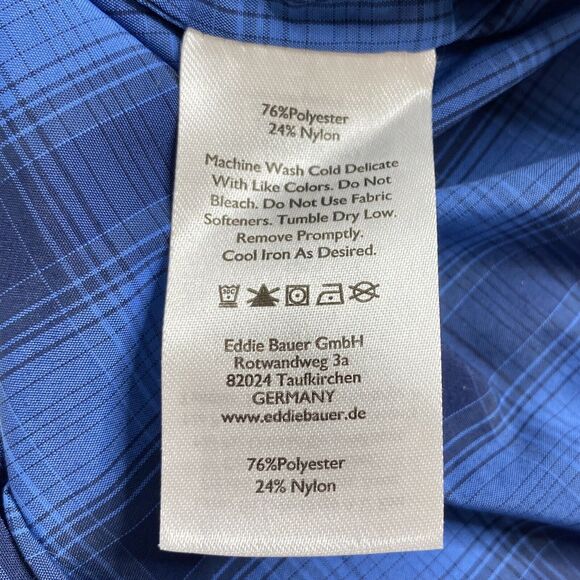 76%Polyester
24% Nylon
Machine Wash Cold Delicate
With Like Colors. Do Not
Bleach. Do Not Use Fabric
Softeners. Tumble Dry Low.
Remove Promptly.
Cool Iron As Desired.
30C
Eddie Bauer GmbH
Rotwandweg 3a
82024 Taufkirchen
GERMANY
www.eddiebauer.de
76%Polyester
24% Nylon